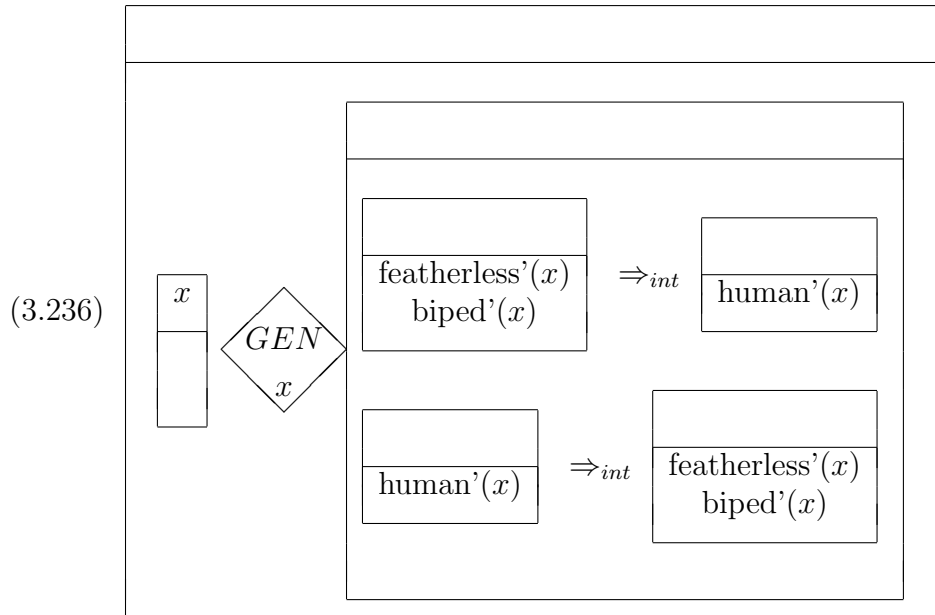 (3.236)
x
GEN
x
featherless’(x)
biped’(x)
⇒int
human’(x)
human’(x)
⇒int
featherless’(x)
biped’(x)